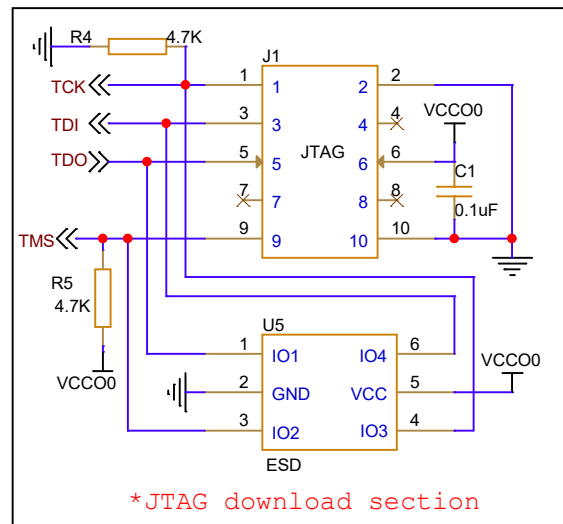 R4 4.7K
J1
TCK 1 1 2 2
VCCO0
TDI 3 3 4 4
JTAG
TDO 5 5 6 6
C1
0.1uF
7 7 8 8
TMS 9 9 10 10
R5
4.7K
VCCO0
U5
1 IO1 IO4 6
VCCO0
2 GND VCC 5
3 IO2 IO3 4
ESD
*JTAG download section